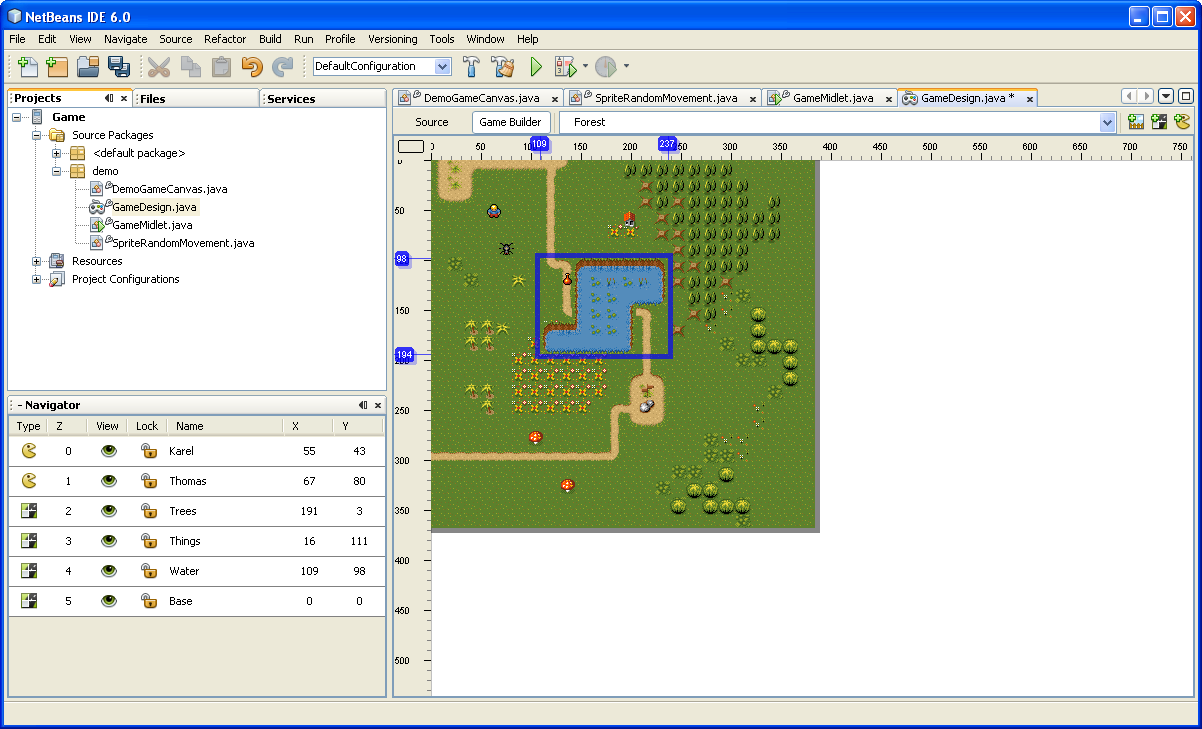 NetBeans IDE 6.0
File Edit View Navigate Source Refactor Build Run Profile Versioning Tools Window Help
DefaultConfiguration
Projects Files Services
Game
Source Packages
<default package>
demo
DemoGameCanvas.java
GameDesign.java
GameMidlet.java
SpriteRandomMovement.java
Resources
Project Configurations
- Navigator
Type Z View Lock Name X Y
0 Karel 55 43
1 Thomas 67 80
2 Trees 191 3
3 Things 16 111
4 Water 109 98
5 Base 0 0
DemoGameCanvas.java SpriteRandomMovement.java GameMidlet.java GameDesign.java *
Source Game Builder Forest
109 237
0 50 150 200 300 350 400 450 500 550 600 650 700 750
0
50
98
150
194
250
300
350
400
450
500